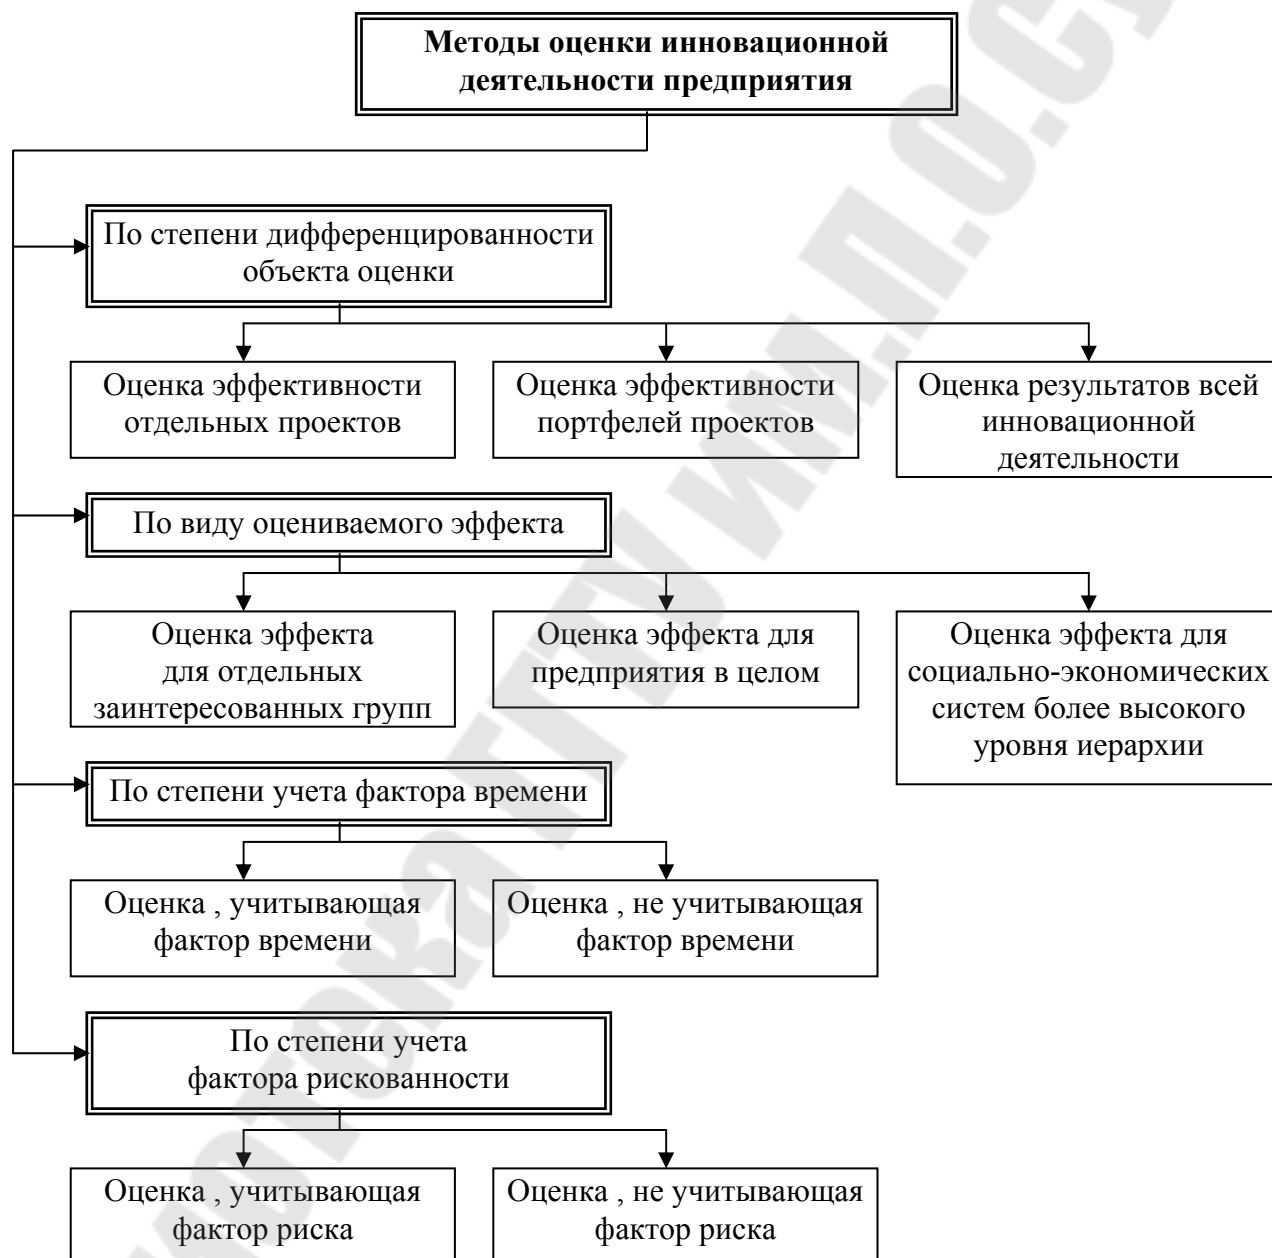 Методы оценки инновационной
деятельности предприятия
По степени дифференцированности
объекта оценки
Оценка эффективности
отдельных проектов
Оценка эффективности
портфелей проектов
Оценка результатов всей
инновационной
деятельности
По виду оцениваемого эффекта
Оценка эффекта
для отдельных
заинтересованных групп
Оценка эффекта для
предприятия в целом
Оценка эффекта для
социально-экономических
систем более высокого
уровня иерархии
По степени учета фактора времени
Оценка , учитывающая
фактор времени
Оценка , не учитывающая
фактор времени
По степени учета
фактора рискованности
Оценка , учитывающая
фактор риска
Оценка , не учитывающая
фактор риска
ГГТУ им.П.О.